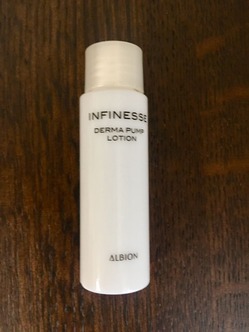 INFINESSE
DERMA PUMP
LOTION
ALBION